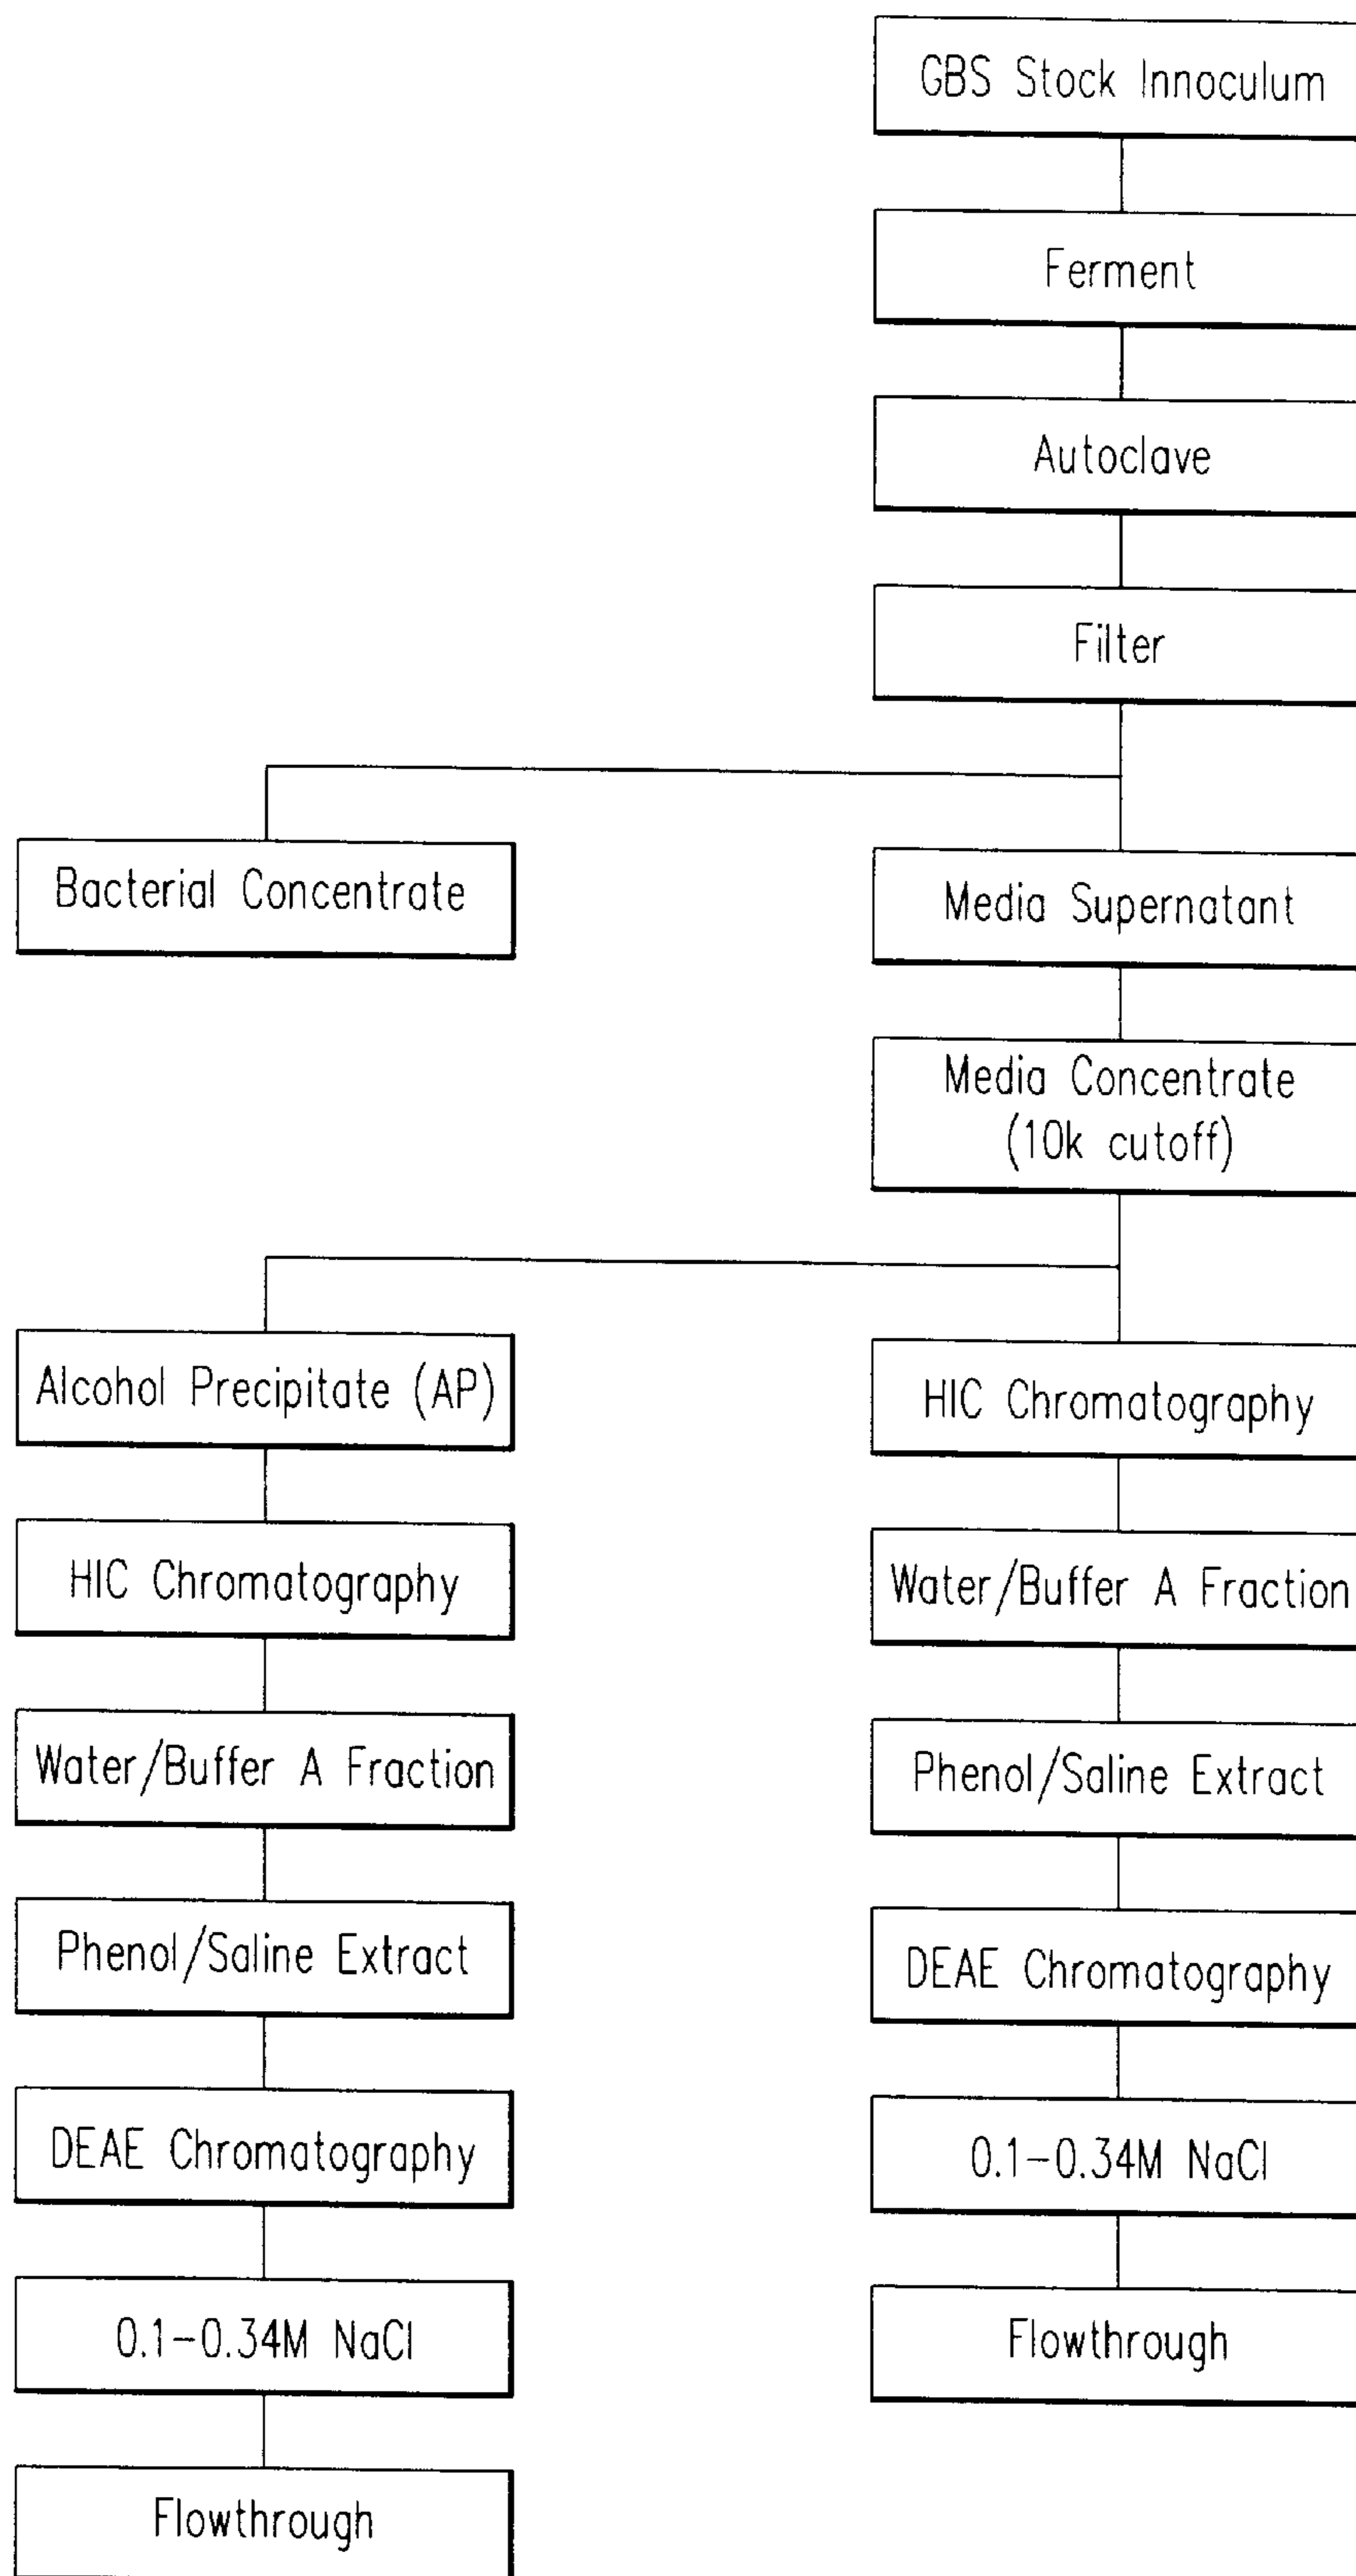 GBS Stock Innoculum
Ferment
Autoclave
Filter
Bacterial Concentrate
Media Supernatant
Media Concentrate
(10k cutoff)
Alcohol Precipitate (AP)
HIC Chromatography
Water/Buffer A Fraction
Phenol/Saline Extract
DEAE Chromatography
0.1-0.34M NaCl
Flowthrough
HIC Chromatography
Water/Buffer A Fraction
Phenol/Saline Extract
DEAE Chromatography
0.1-0.34M NaCl
Flowthrough